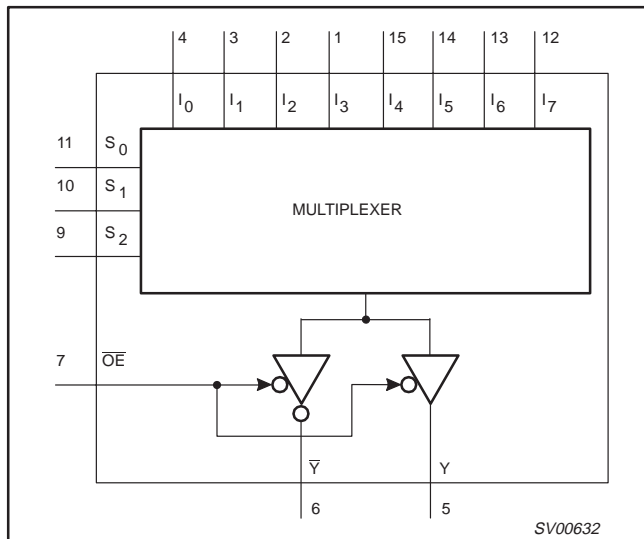 4 3 2 1 15 14 13 12
I0 I1 I2 I3 I4 I5 I6 I7
11 S0
10 S1
MULTIPLEXER
9 S2
7 O̅E̅
Y̅ Y
6 5
SV00632